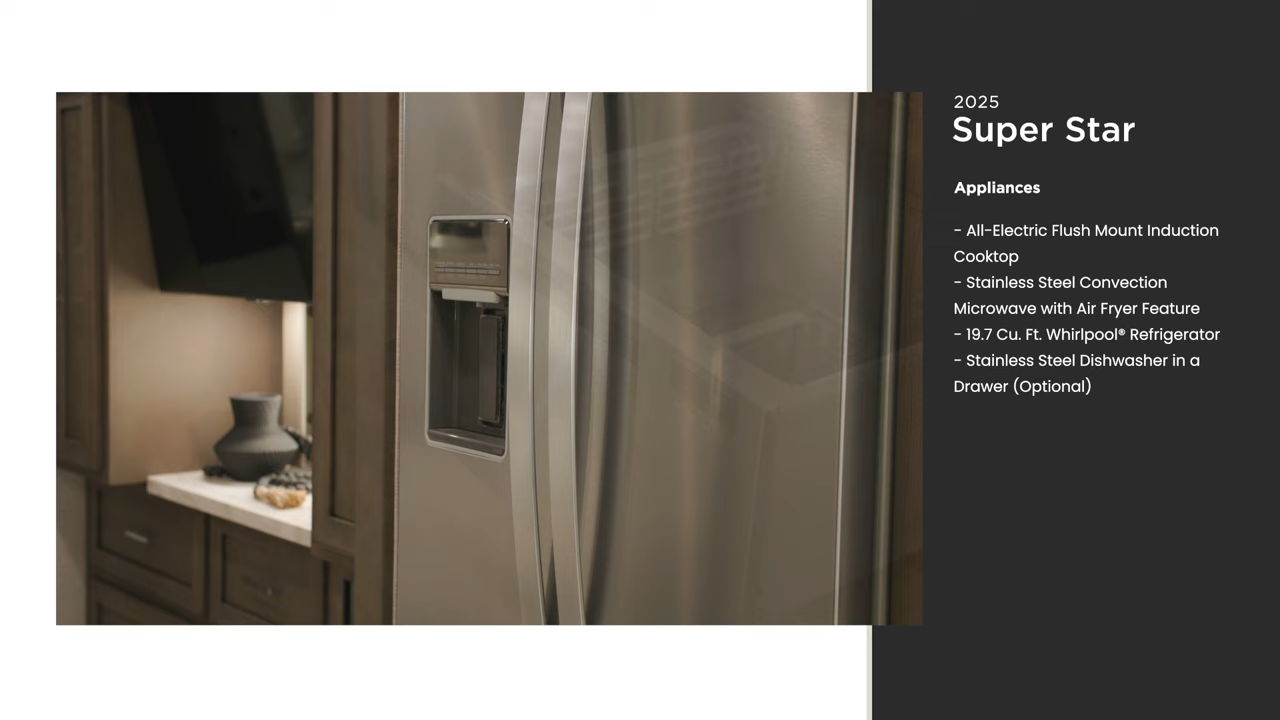 2025
Super Star
Appliances
- All-Electric Flush Mount Induction
Cooktop
- Stainless Steel Convection
Microwave with Air Fryer Feature
- 19.7 Cu. Ft. Whirlpool® Refrigerator
- Stainless Steel Dishwasher in a
Drawer (Optional)